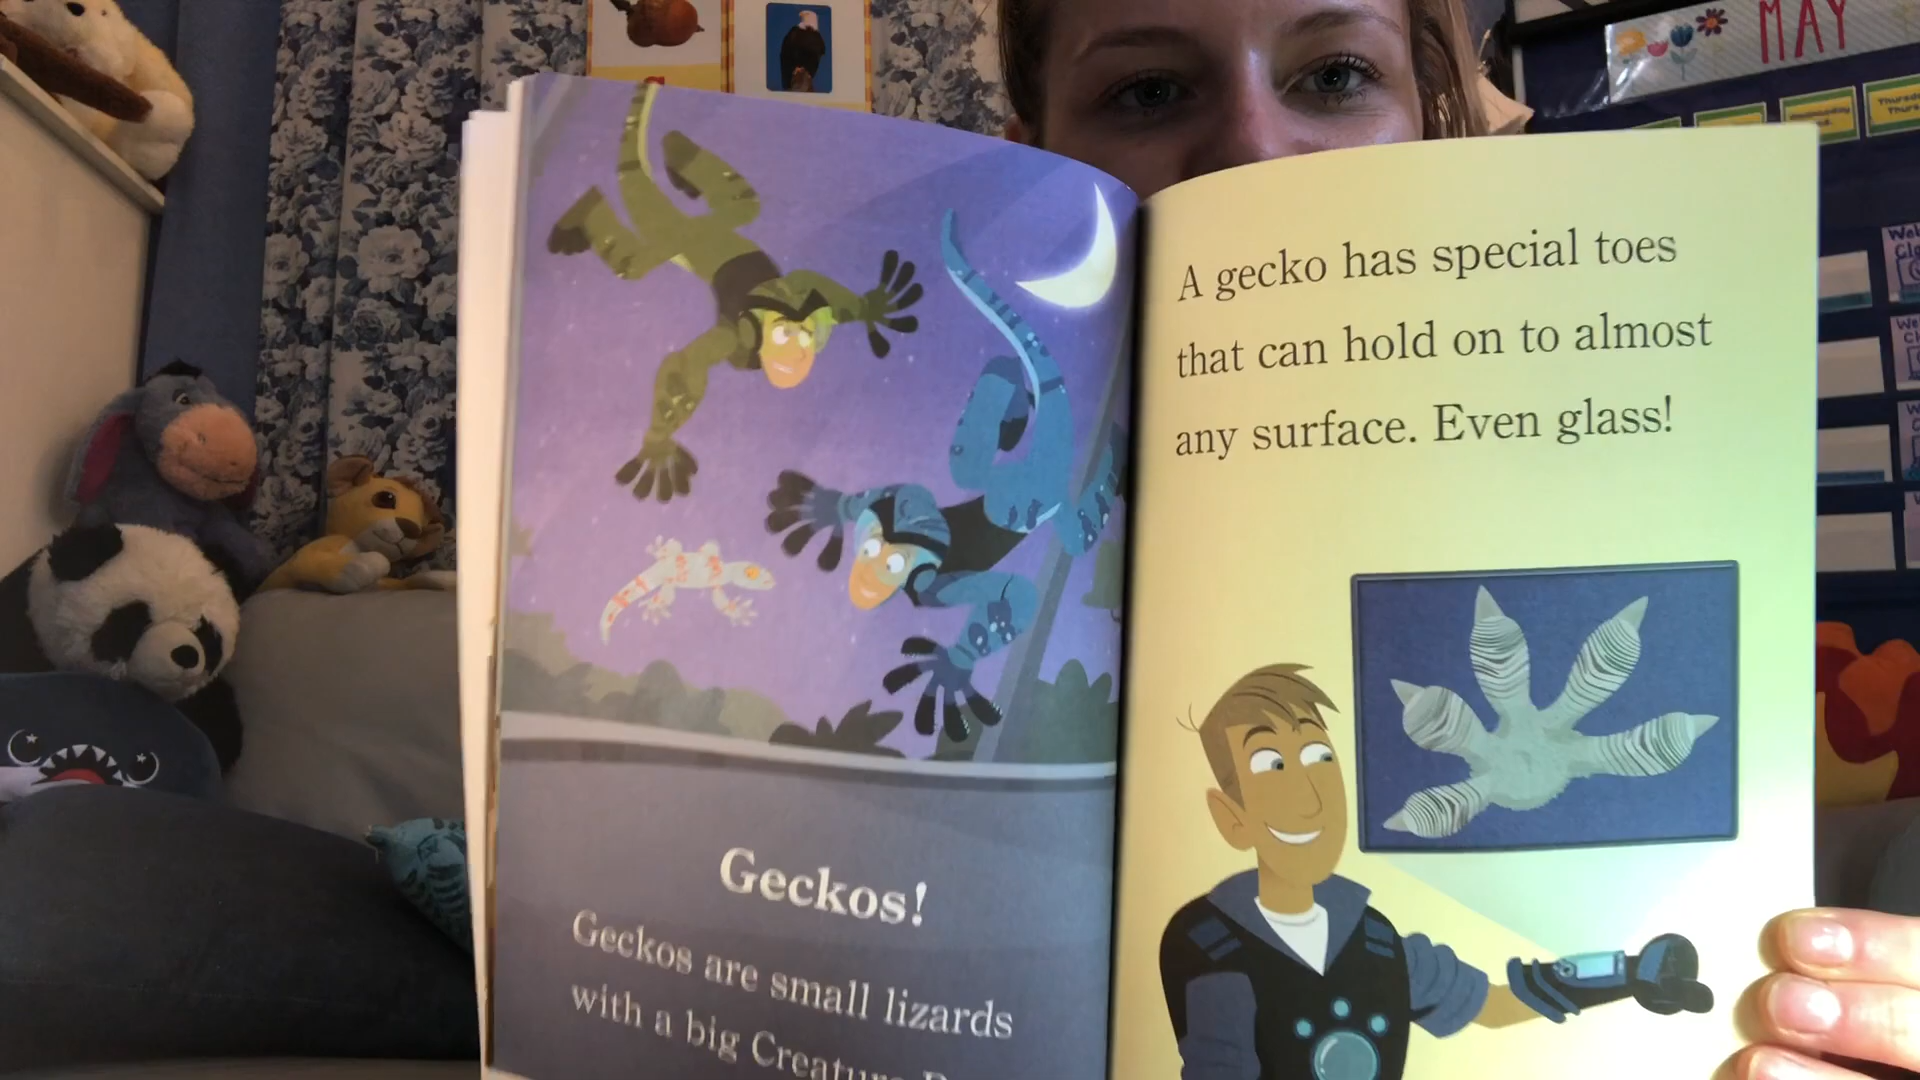 Geckos!
Geckos are small lizards
with a big Creature
A gecko has special toes
that can hold on to almost
any surface. Even glass!
MAY